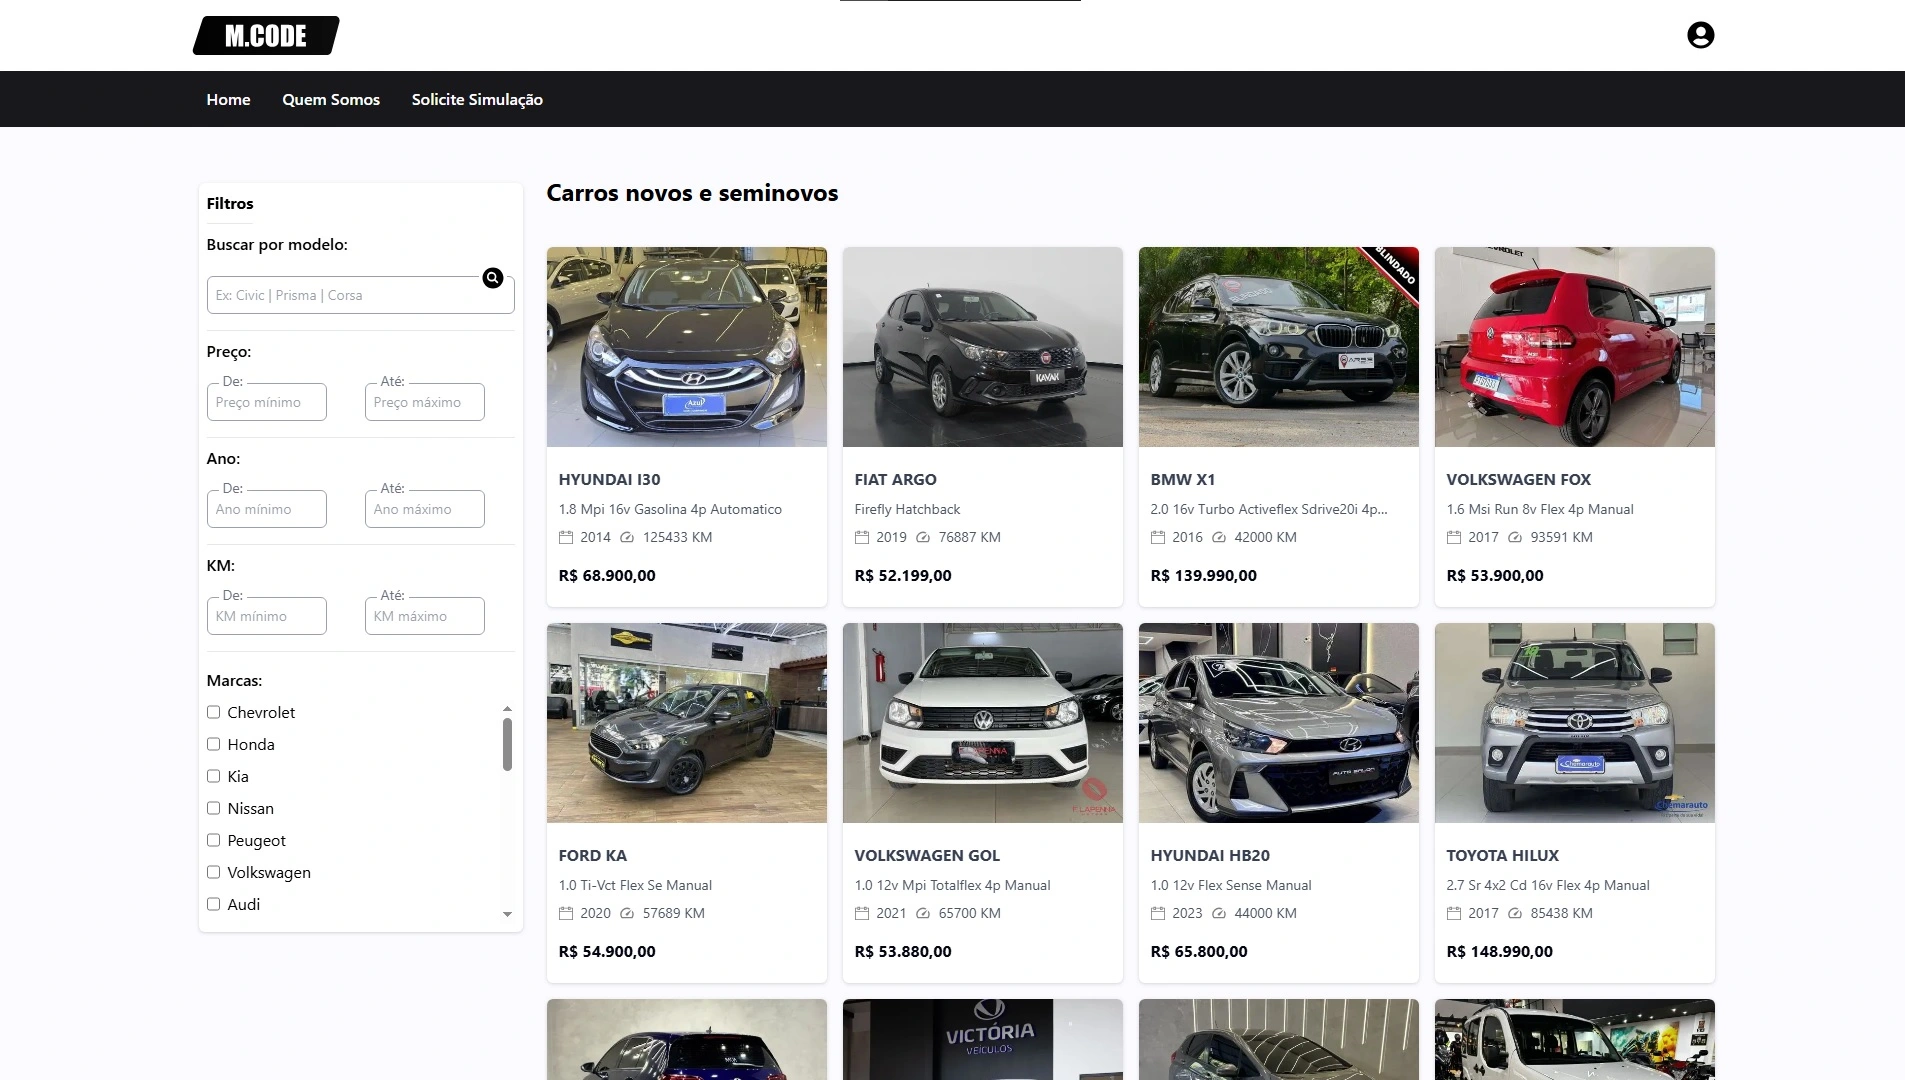 M.CODE
Home
Quem Somos
Solicite Simulação
Filtros
Buscar por modelo:
Ex: Civic | Prisma | Corsa
Preço:
De:
Preço mínimo
Até:
Preço máximo
Ano:
De:
Ano mínimo
Até:
Ano máximo
KM:
De:
KM mínimo
Até:
KM máximo
Marcas:
Chevrolet
Honda
Kia
Nissan
Peugeot
Volkswagen
Audi
Carros novos e seminovos
Azul
HYUNDAI I30
1.8 Mpi 16v Gasolina 4p Automatico
2014 125433 KM
R$ 68.900,00
KAVAK
FIAT ARGO
Firefly Hatchback
2019 76887 KM
R$ 52.199,00
BLINDADO
BMW X1
2.0 16v Turbo Activeflex Sdrive20i 4p...
2016 42000 KM
R$ 139.990,00
VOLKSWAGEN FOX
1.6 Msi Run 8v Flex 4p Manual
2017 93591 KM
R$ 53.900,00
FORD KA
1.0 Ti-Vct Flex Se Manual
2020 57689 KM
R$ 54.900,00
F. LAPENNA
VOLKSWAGEN GOL
1.0 12v Mpi Totalflex 4p Manual
2021 65700 KM
R$ 53.880,00
AUTO SALON
HYUNDAI HB20
1.0 12v Flex Sense Manual
2023 44000 KM
R$ 65.800,00
Chemarauto
Chemarauto
TOYOTA HILUX
2.7 Sr 4x2 Cd 16v Flex 4p Manual
2017 85438 KM
R$ 148.990,00
VICTÓRIA
VEÍCULOS